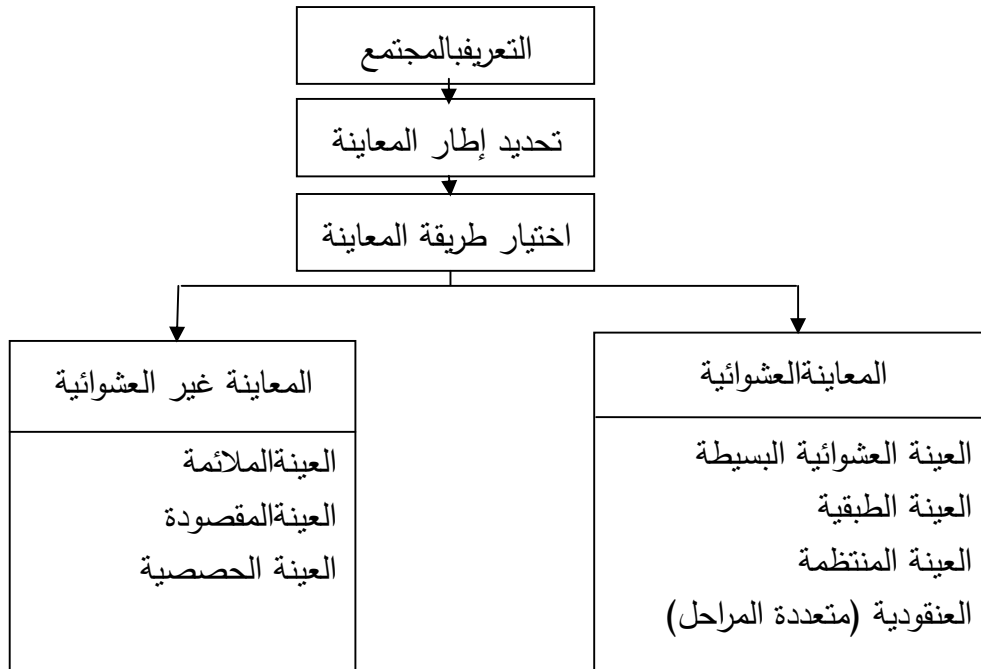 التعريفبالمجتمع
تحديد إطار المعاينة
اختيار طريقة المعاينة
المعاينةالعشوائية
العينة العشوائية البسيطة
العينة الطبقية
العينة المنتظمة
العنقودية (متعددة المراحل)
المعاينة غير العشوائية
العينةالملائمة
العينةالمقصودة
العينة الحصصية